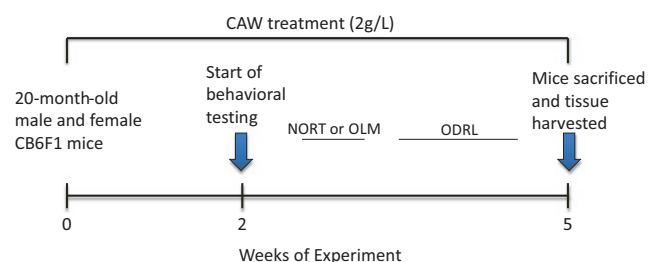 CAW treatment (2g/L)
20-month-old
male and female
CB6F1 mice
Start of
behavioral
testing
NORT or OLM
ODRL
Mice sacrificed
and tissue
harvested
0
2
5
Weeks of Experiment